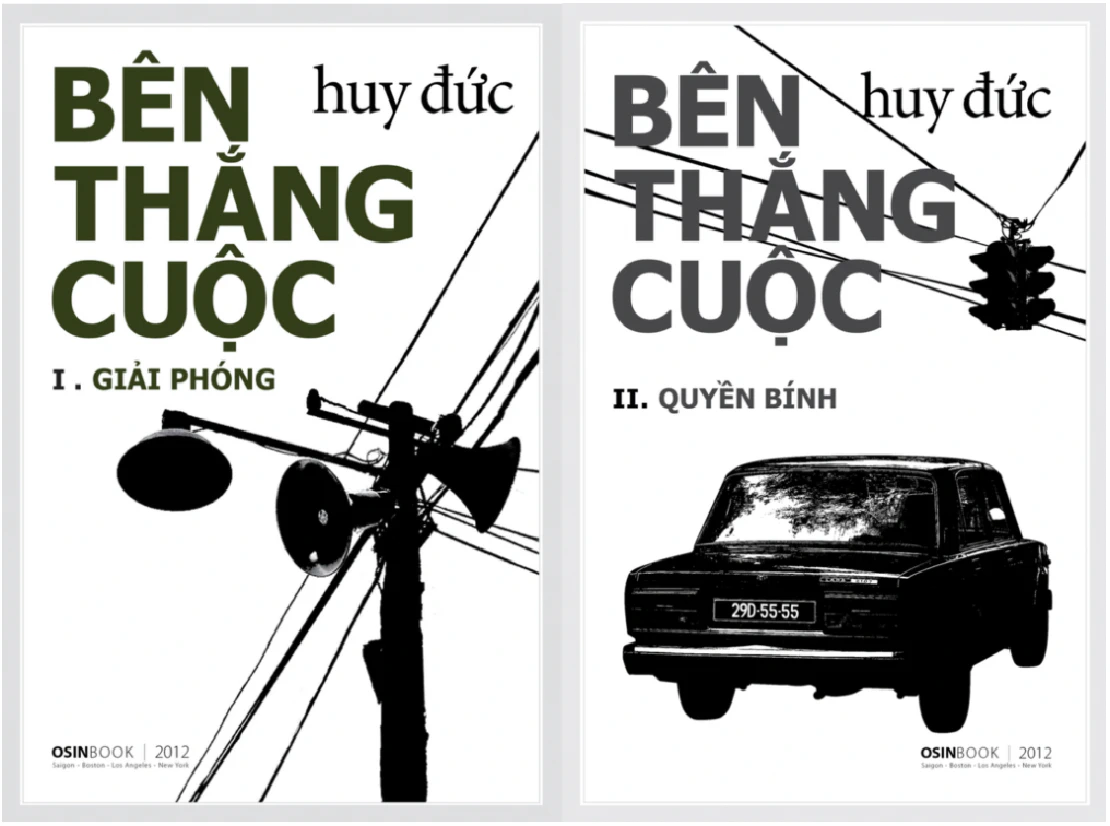 BÊN
THẮNG
CUỘC
huy đức
I . GIẢI PHÓNG
OSINBOOK | 2012
Saigon - Boston - Los Angeles - New York
BÊN
THẮNG
CUỘC
huy đức
II. QUYỀN BÍNH
29D-55-55
OSINBOOK | 2012
Saigon - Boston - Los Angeles - New York